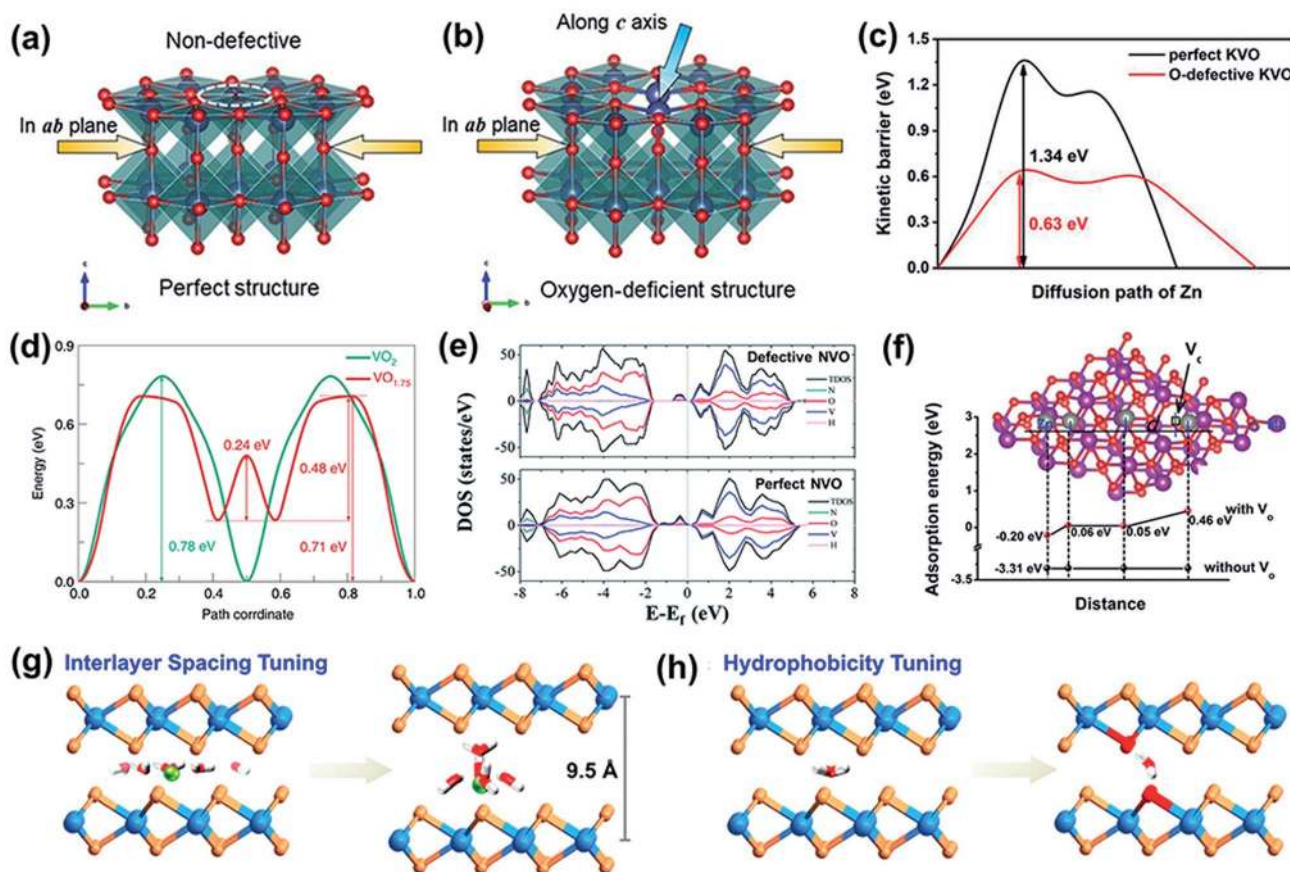 (a)
Non-defective
In ab plane
c
b
Perfect structure
(b)
Along c axis
In ab plane
c
b
Oxygen-deficient structure
(c)
Kinetic barrier (eV)
1.5
1.2
0.9
0.6
0.3
0.0
perfect KVO
O-defective KVO
1.34 eV
0.63 eV
Diffusion path of Zn
(d)
Energy (eV)
0.9
0.6
0.3
0.0
VO2
VO1.75
0.24 eV
0.48 eV
0.78 eV
0.71 eV
0.0 0.2 0.4 0.6 0.8 1.0
Path corrdinate
(e)
DOS (states/eV)
50
0
-50
Defective NVO
TDOS
N
O
V
H
50
0
-50
Perfect NVO
TDOS
N
O
V
H
-8 -6 -4 -2 0 2 4 6 8
E-Ef (eV)
(f)
Adsorption energy (eV)
3
2
1
0
-3.5
Zn
d
-0.20 eV
0.06 eV
0.05 eV
0.46 eV
with Vo
-3.31 eV
without Vo
Distance
(g) Interlayer Spacing Tuning
9.5 Å
(h) Hydrophobicity Tuning